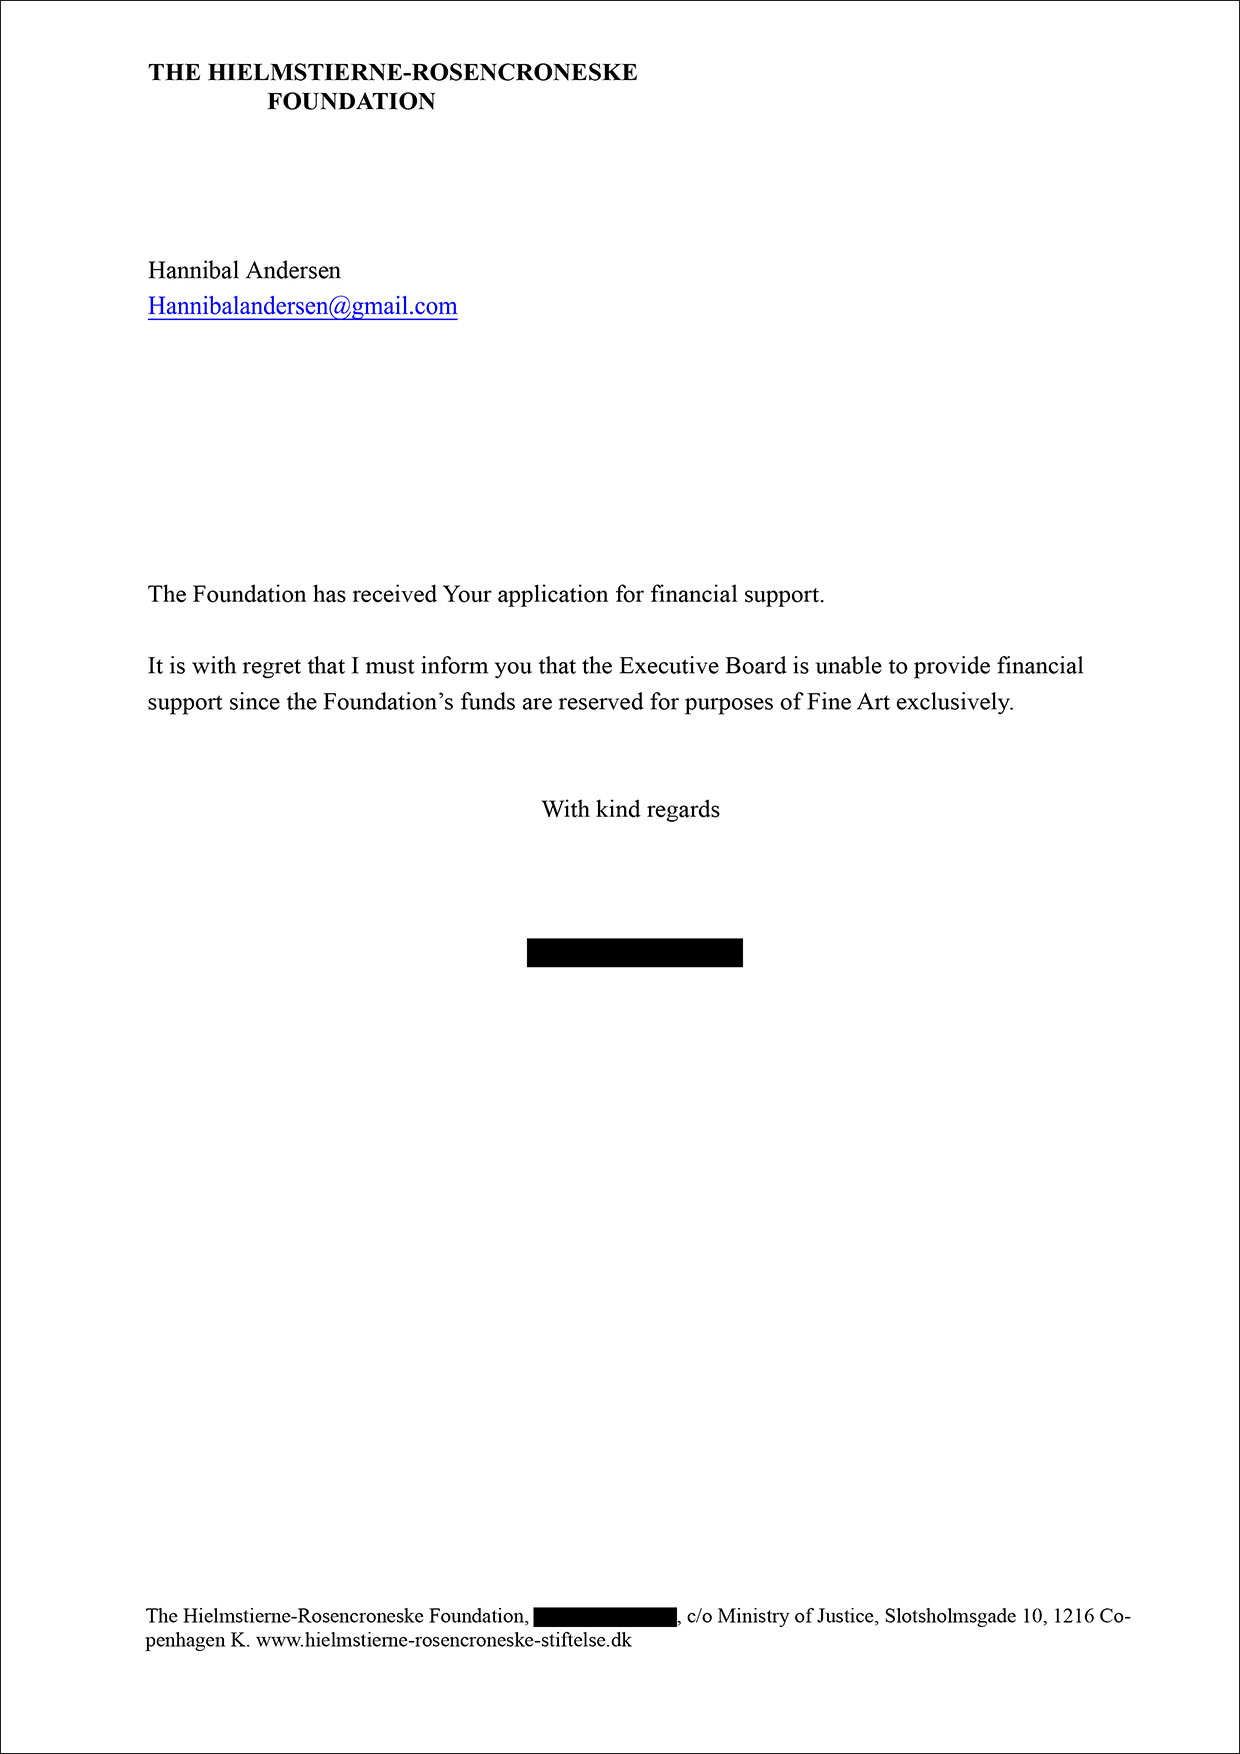 THE HIELMSTIERNE-ROSENCRONESKE
FOUNDATION
Hannibal Andersen
Hannibalandersen@gmail.com
The Foundation has received Your application for financial support.
It is with regret that I must inform you that the Executive Board is unable to provide financial
support since the Foundation’s funds are reserved for purposes of Fine Art exclusively.
With kind regards
The Hielmstierne-Rosencroneske Foundation, , c/o Ministry of Justice, Slotsholmsgade 10, 1216 Co-
penhagen K. www.hielmstierne-rosencroneske-stiftelse.dk